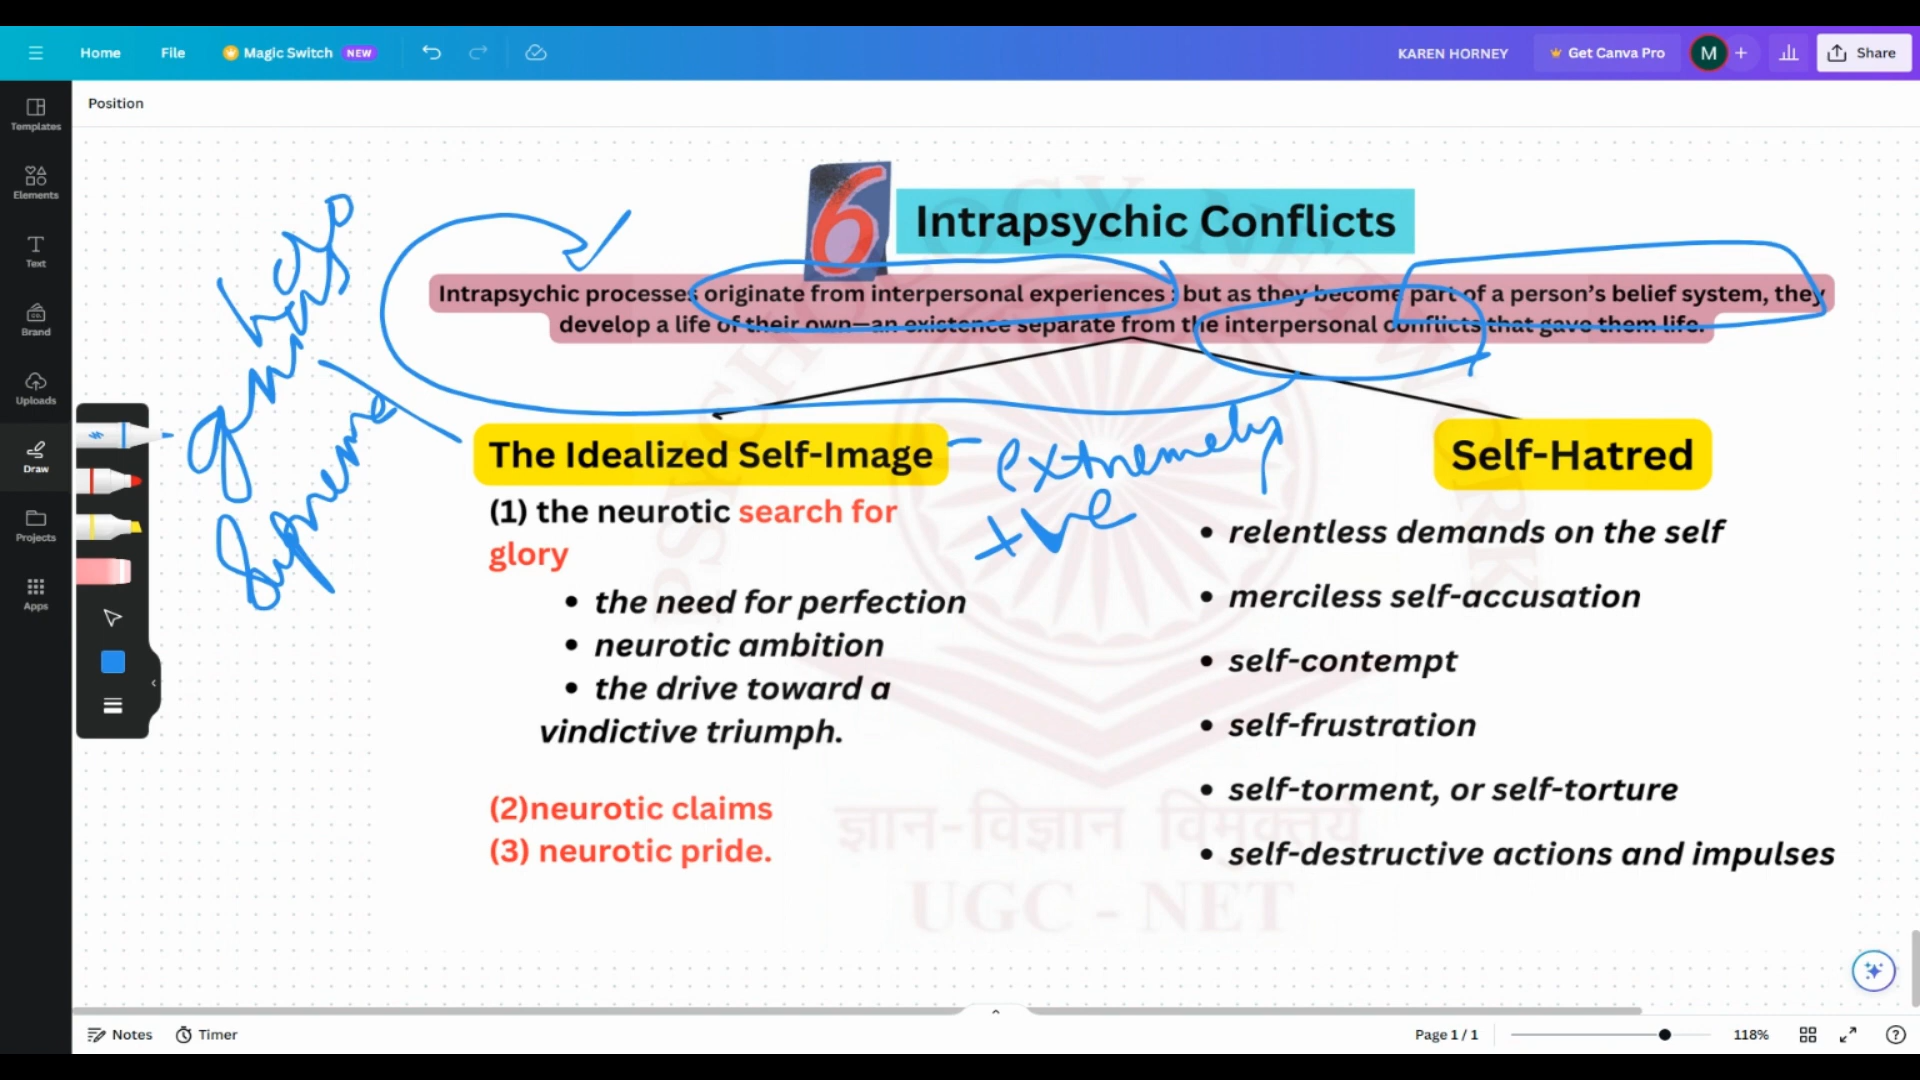 Home File Magic Switch NEW KAREN HORNEY Get Canva Pro M + Share
Position
Templates
Elements
Text
Brand
Uploads
Draw
Projects
Apps
6 Intrapsychic Conflicts
Intrapsychic processes originate from interpersonal experiences ; but as they become part of a person's belief system, they
develop a life of their own—an existence separate from the interpersonal conflicts that gave them life.
hero
genius
Supreme
The Idealized Self-Image
extremely
+ve
(1) the neurotic search for
glory
• the need for perfection
• neurotic ambition
• the drive toward a
vindictive triumph.
(2)neurotic claims
(3) neurotic pride.
Self-Hatred
• relentless demands on the self
• merciless self-accusation
• self-contempt
• self-frustration
• self-torment, or self-torture
• self-destructive actions and impulses
PSYCHOLOGY NETWORK
ज्ञान-विज्ञान विमुक्तये
UGC - NET
Notes Timer Page 1 / 1 118%